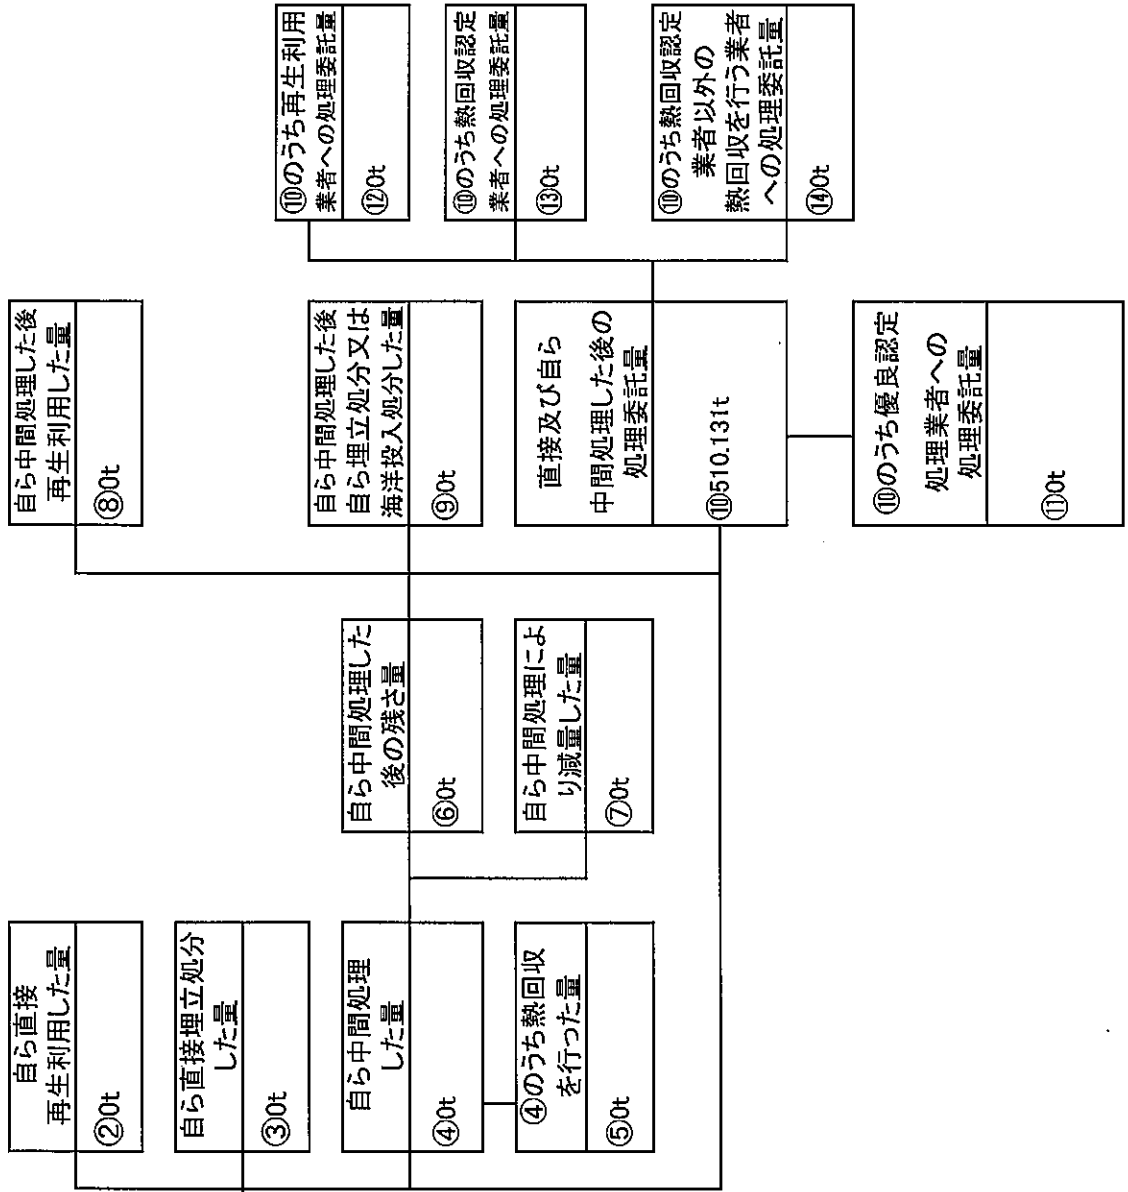 自ら直接
再生利用した量
②0t
自ら直接埋立処分
した量
③0t
自ら中間処理
した量
④0t
④のうち熱回収
を行った量
⑤0t
自ら中間処理した
後の残さ量
⑥0t
自ら中間処理によ
り減量した量
⑦0t
自ら中間処理した後
再生利用した量
⑧0t
自ら中間処理した後
自ら埋立処分又は
海洋投入処分した量
⑨0t
直接及び自ら
中間処理した後の
処理委託量
⑩510.131t
⑩のうち優良認定
処理業者への
処理委託量
⑪0t
⑩のうち再生利用
業者への処理委託量
⑫0t
⑩のうち熱回収認定
業者への処理委託量
⑬0t
⑩のうち熱回収認定
業者以外の
熱回収を行う業者
への処理委託量
⑭0t